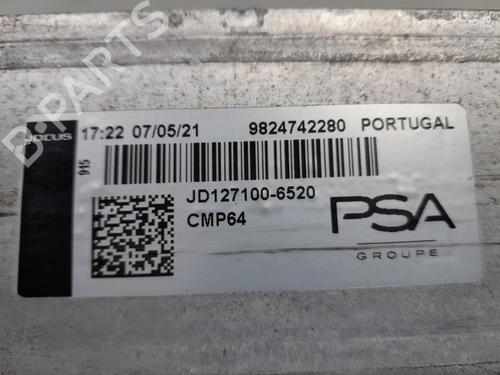 B-PARTS
17:22 07/05/21 9824742280 PORTUGAL
915
JD127100-6520
CMP64
PSA
GROUPE